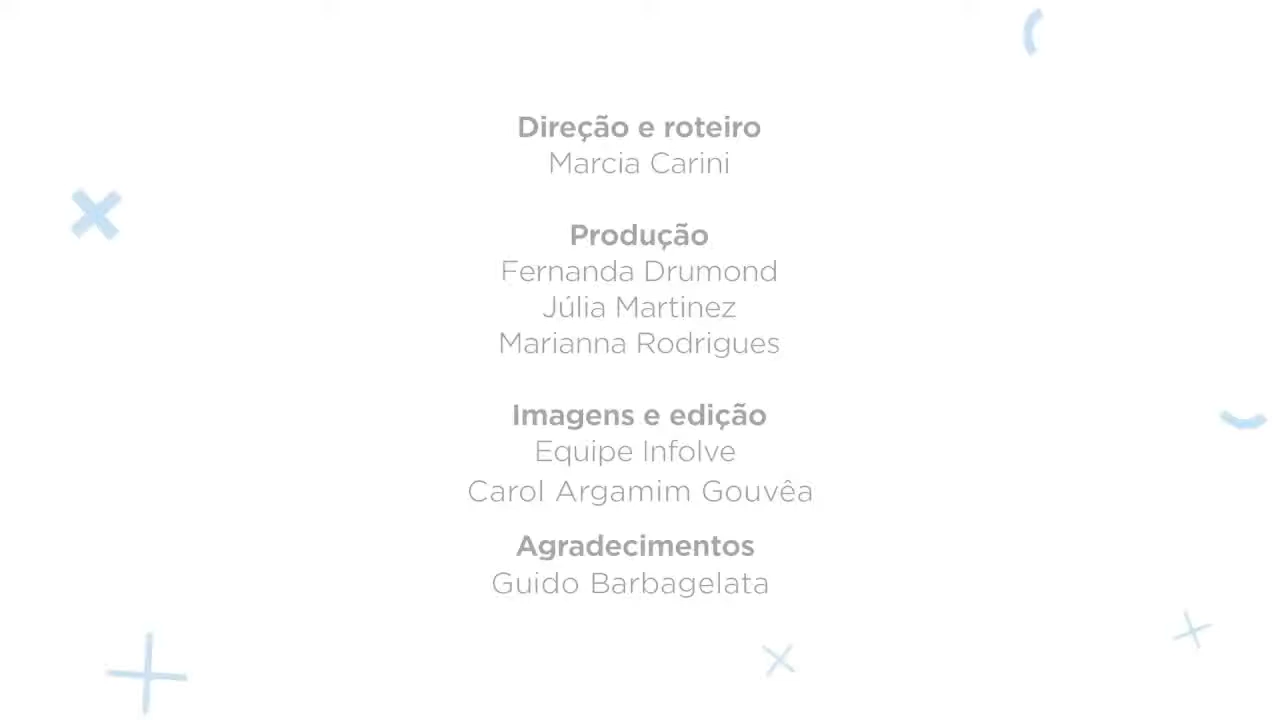 Direção e roteiro
Marcia Carini
Produção
Fernanda Drumond
Júlia Martinez
Marianna Rodrigues
Imagens e edição
Equipe Infolve
Carol Argamim Gouvêa
Agradecimentos
Guido Barbagelata